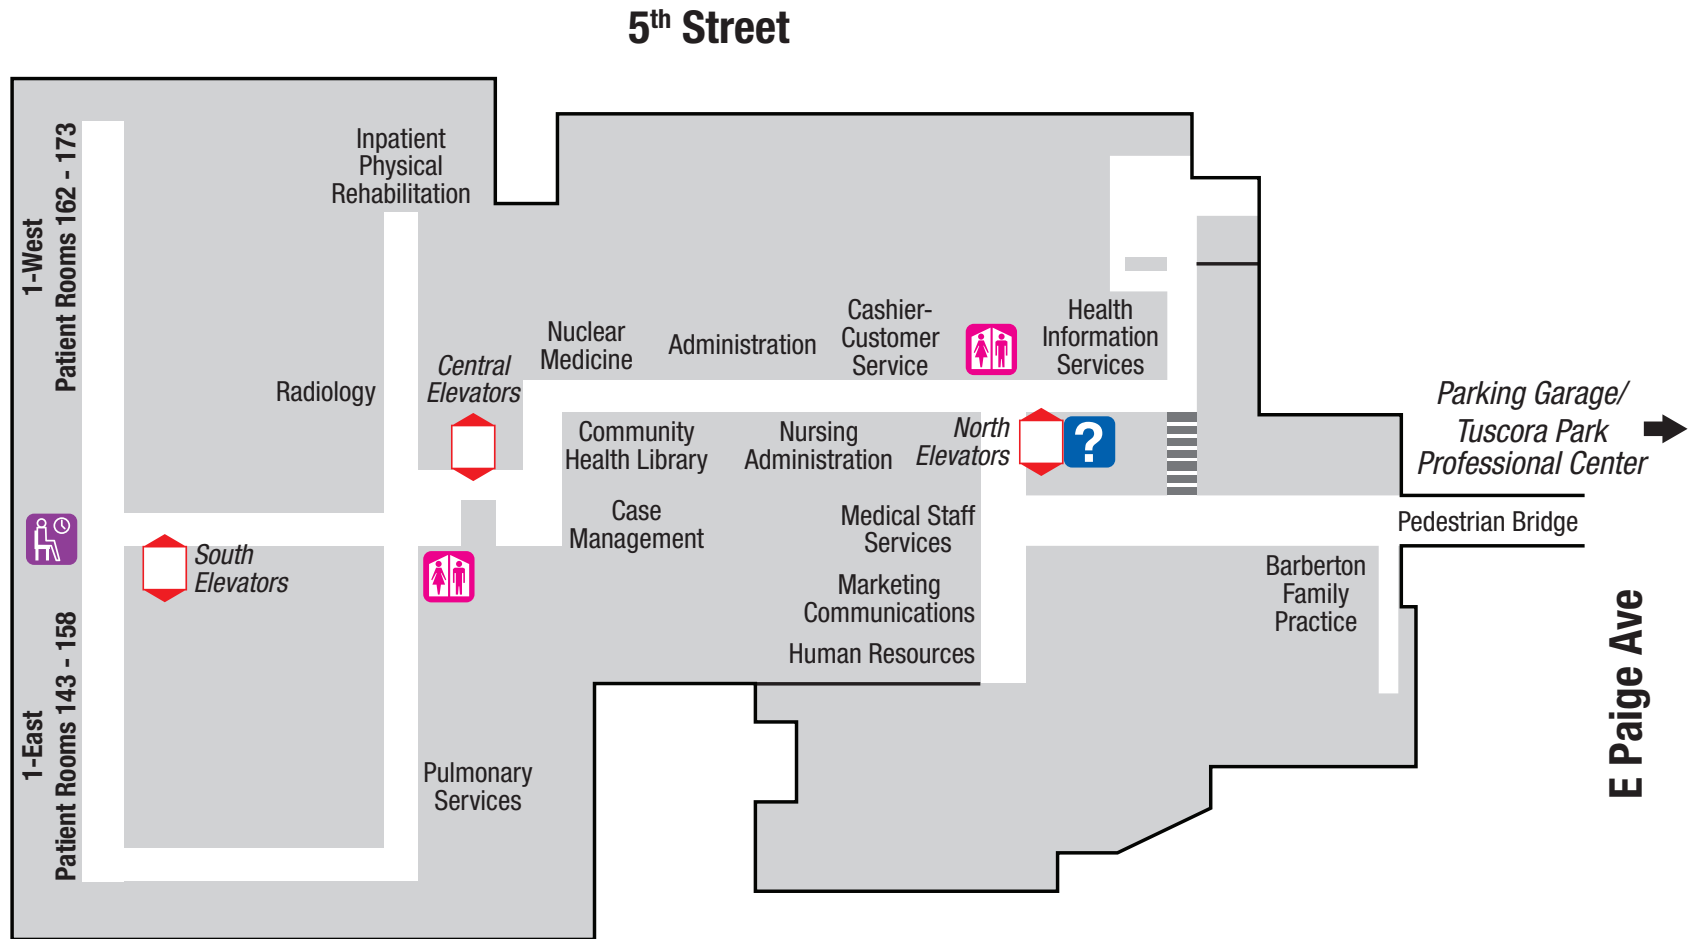 5th Street
1-West
Patient Rooms 162 - 173
Inpatient
Physical
Rehabilitation
Radiology
Central
Elevators
Nuclear
Medicine
Administration
Cashier-
Customer
Service
Health
Information
Services
Community
Health Library
Nursing
Administration
North
Elevators
?
Parking Garage/
Tuscora Park
Professional Center
Case
Management
Medical Staff
Services
Pedestrian Bridge
South
Elevators
Marketing
Communications
Barberton
Family
Practice
Human Resources
1-East
Patient Rooms 143 - 158
Pulmonary
Services
E Paige Ave